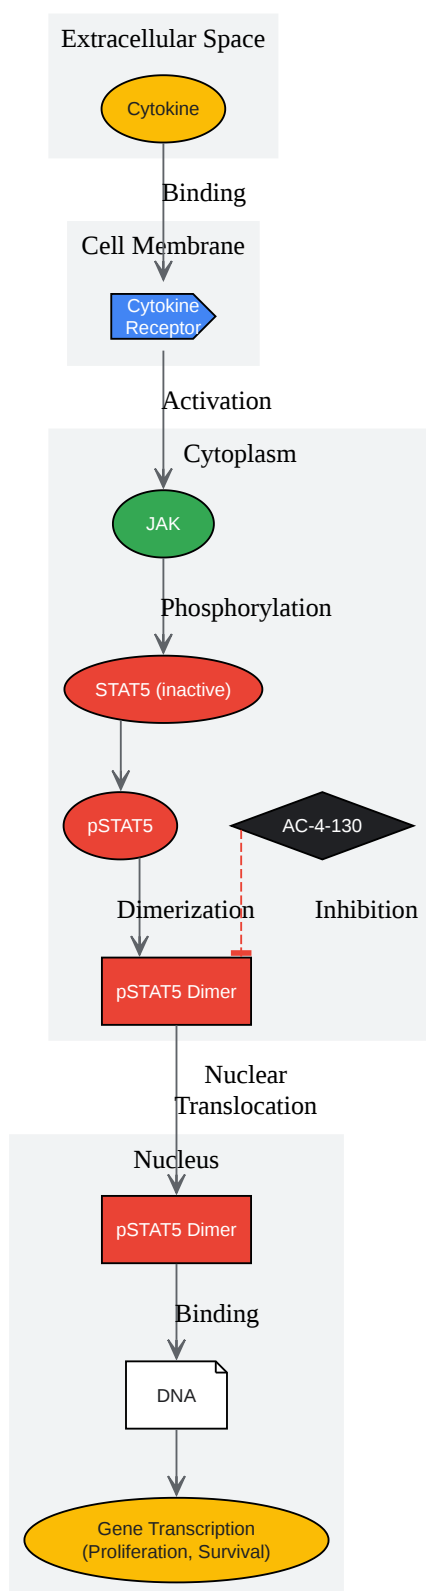 Extracellular Space
Cytokine
Binding
Cell Membrane
Cytokine
Receptor
Activation
Cytoplasm
JAK
Phosphorylation
STAT5 (inactive)
pSTAT5
AC-4-130
Dimerization
Inhibition
pSTAT5 Dimer
Nuclear
Translocation
Nucleus
pSTAT5 Dimer
Binding
DNA
Gene Transcription
(Proliferation, Survival)